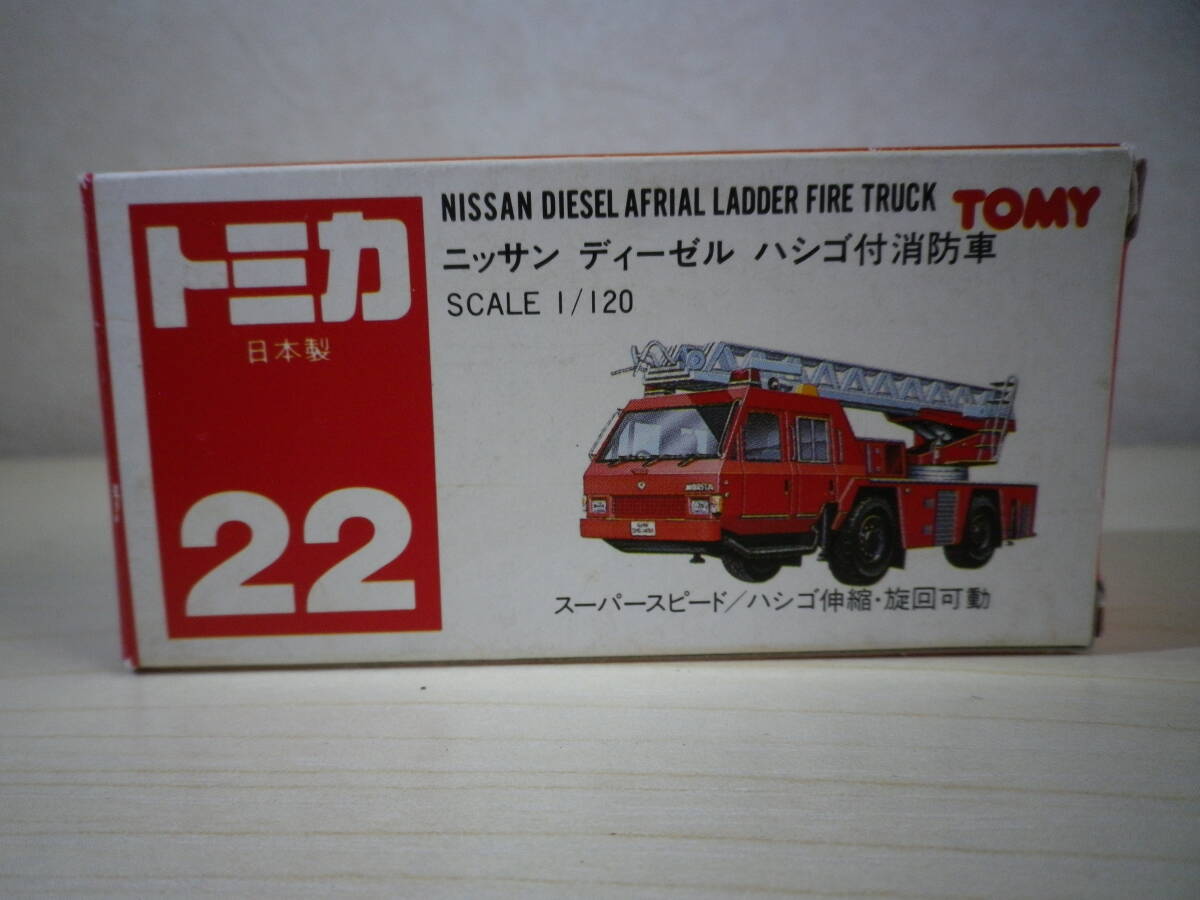 トミカ
日本製
22
NISSAN DIESEL AFRIAL LADDER FIRE TRUCK
TOMY
ニッサン ディーゼル ハシゴ付消防車
SCALE 1/120
スーパースピード/ハシゴ伸縮・旋回可動